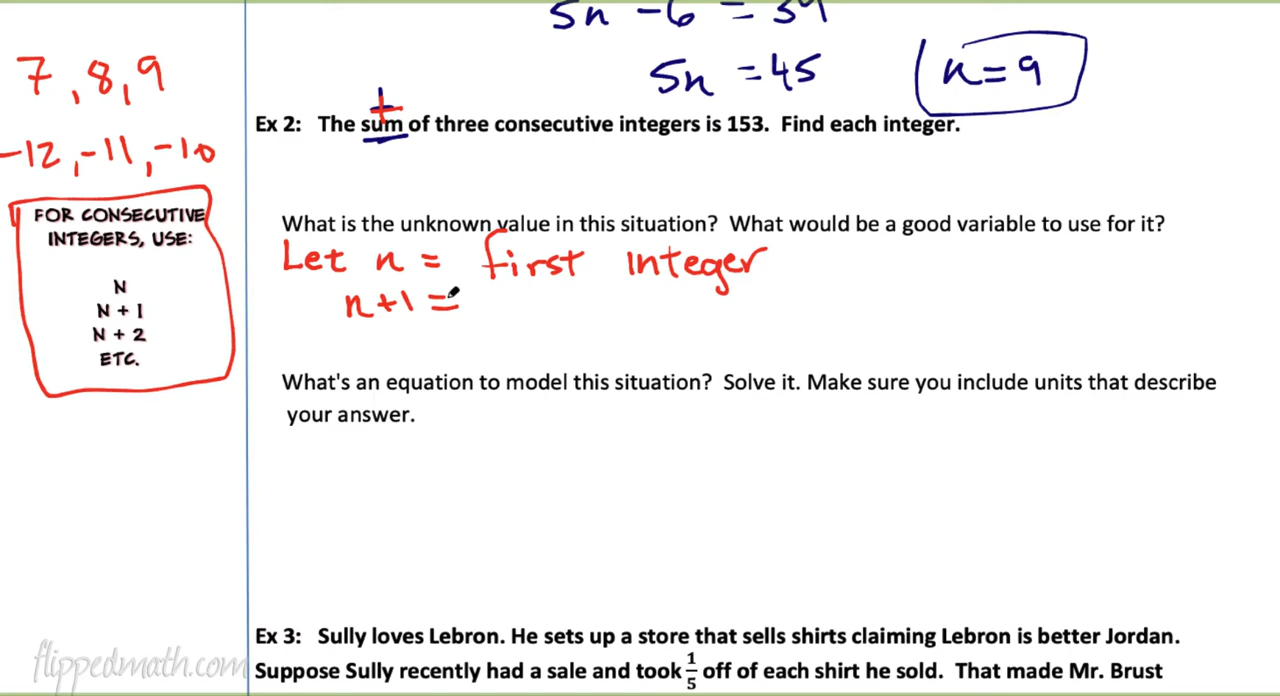 5n - 6 = 39
5n = 45
n = 9
7, 8, 9
-12, -11, -10
+
Ex 2: The sum of three consecutive integers is 153. Find each integer.
FOR CONSECUTIVE
INTEGERS, USE:
N
N + 1
N + 2
ETC.
What is the unknown value in this situation? What would be a good variable to use for it?
Let n = first integer
n+1 =
What's an equation to model this situation? Solve it. Make sure you include units that describe
your answer.
Ex 3: Sully loves Lebron. He sets up a store that sells shirts claiming Lebron is better Jordan.
Suppose Sully recently had a sale and took 1/5 off of each shirt he sold. That made Mr. Brust
flippedmath.com